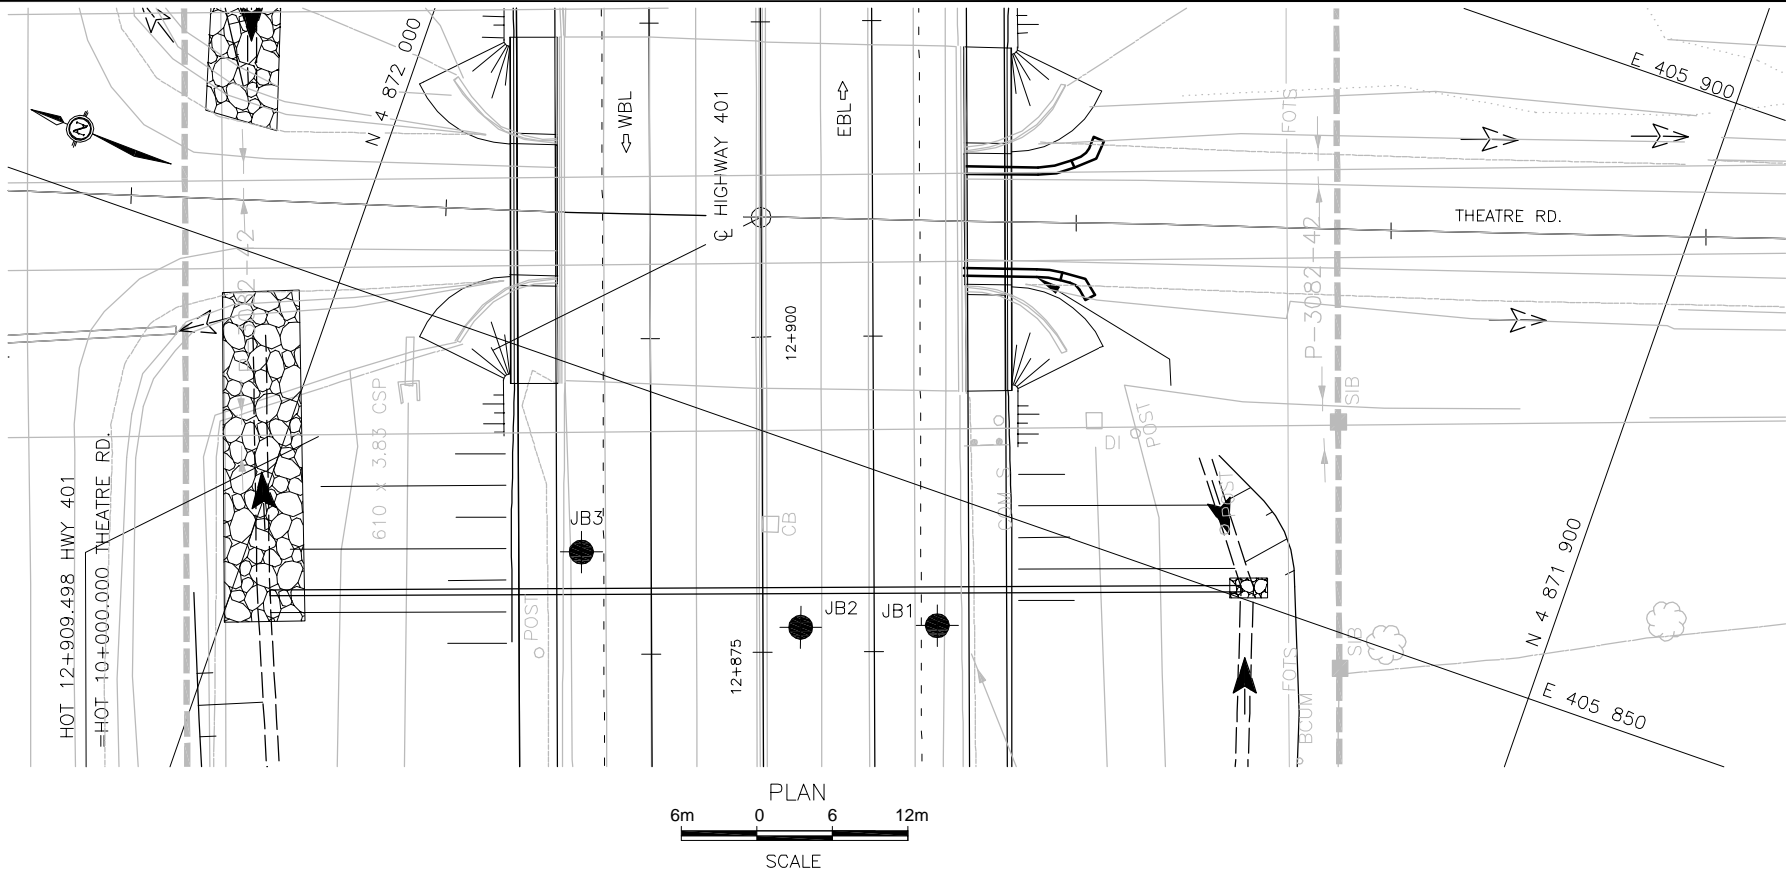 N 4 872 000
E 405 900
WBL
EBL
℄ HIGHWAY 401
FOTS
N
THEATRE RD.
P-3082-42
12+900
SIB
610 x 3.83 CSP
DI
POST
HOT 12+909.498 HWY 401
=HOT 10+000.000 THEATRE RD.
JB3
CB
COM S
POST
N 4 871 900
JB2
JB1
POST
12+875
FOTS
SIB
BCUM
E 405 850
PLAN
6m 0 6 12m
SCALE